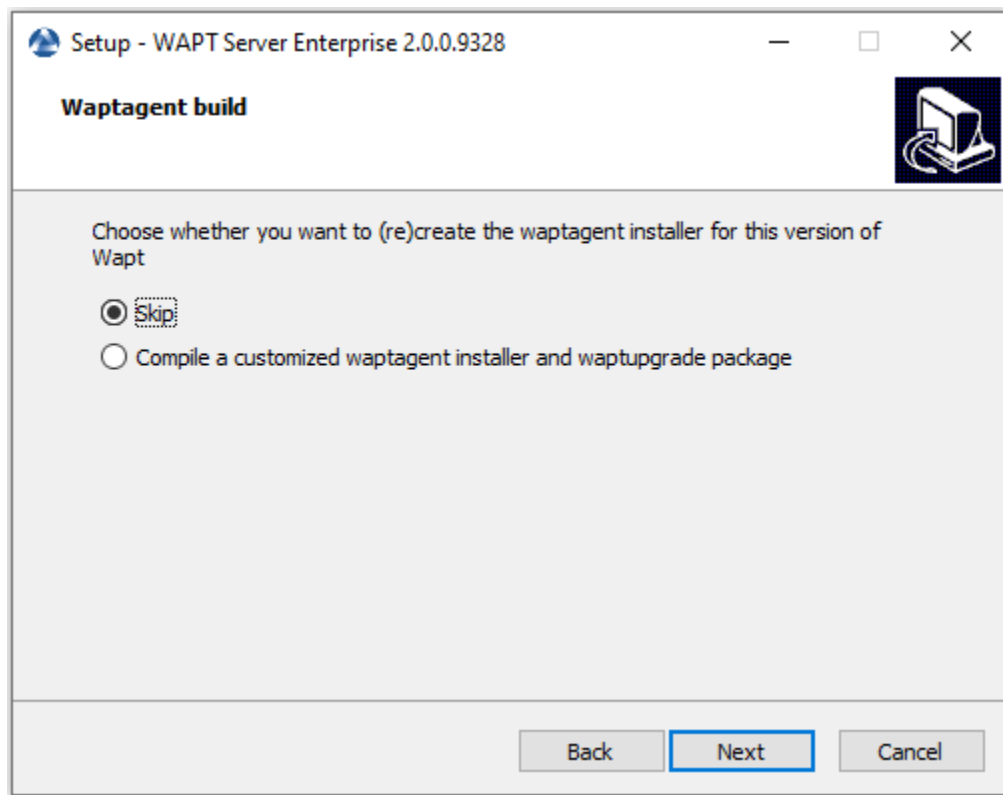 Setup - WAPT Server Enterprise 2.0.0.9328
Waptagent build
Choose whether you want to (re)create the waptagent installer for this version of
Wapt
Skip
Compile a customized waptagent installer and waptupgrade package
Back
Next
Cancel